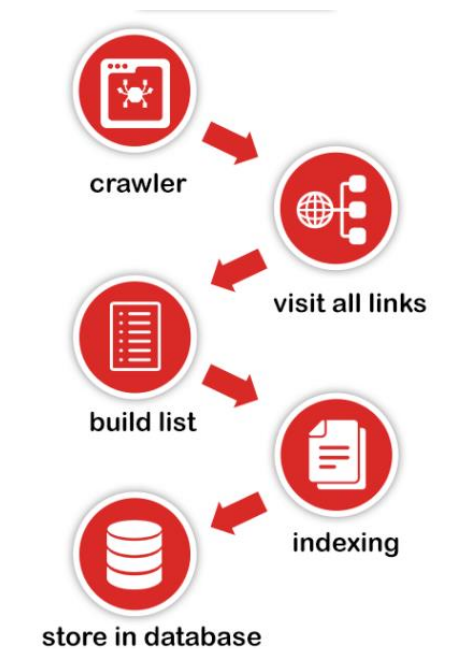 crawler
visit all links
build list
indexing
store in database